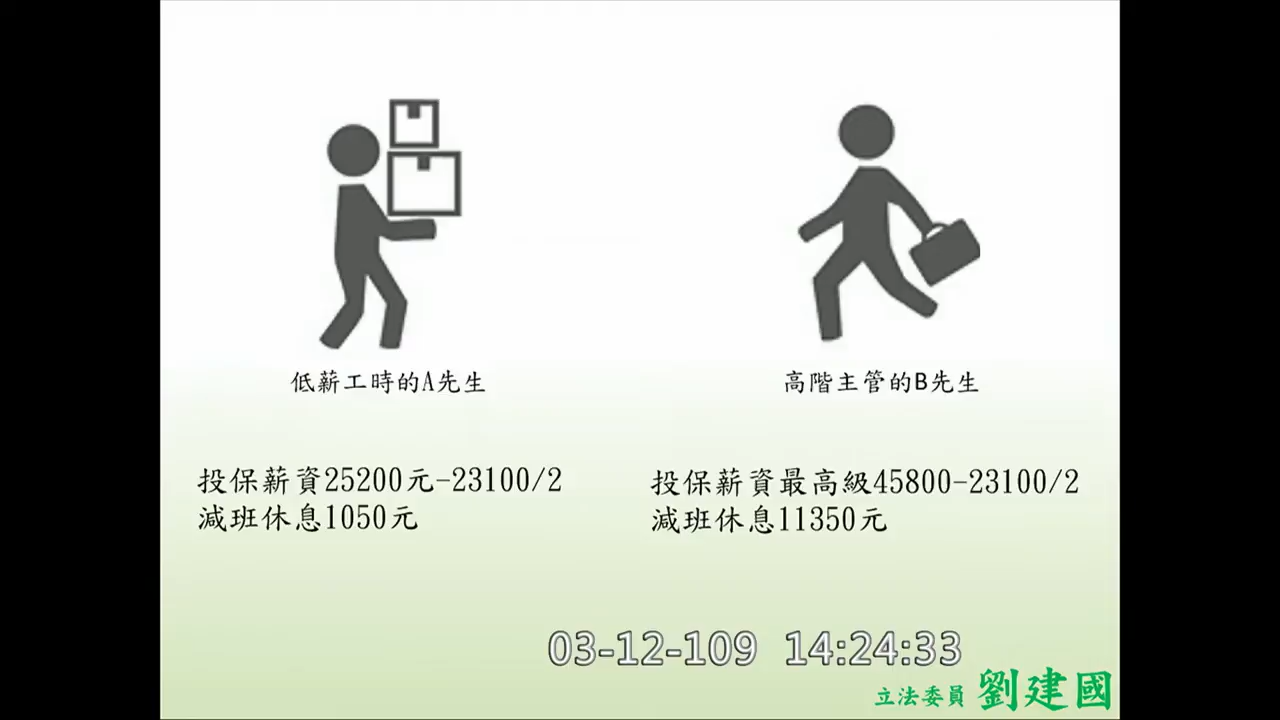 低薪工時的A先生
高階主管的B先生
投保薪資25200元-23100/2
減班休息1050元
投保薪資最高級45800-23100/2
減班休息11350元
03-12-109 14:24:33
立法委員 劉建國